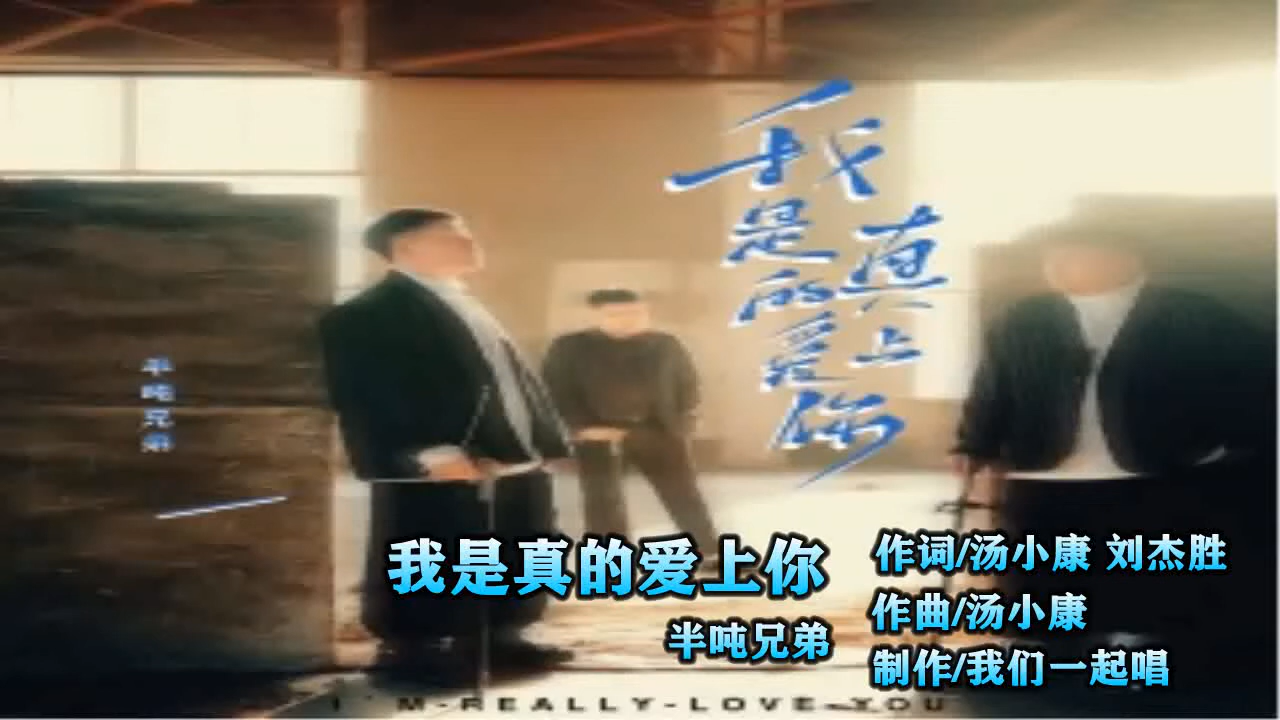 我是真的爱上你
半吨兄弟
我是真的爱上你
半吨兄弟
作词/汤小康 刘杰胜
作曲/汤小康
制作/我们一起唱
I'M-REALLY-LOVE-YOU